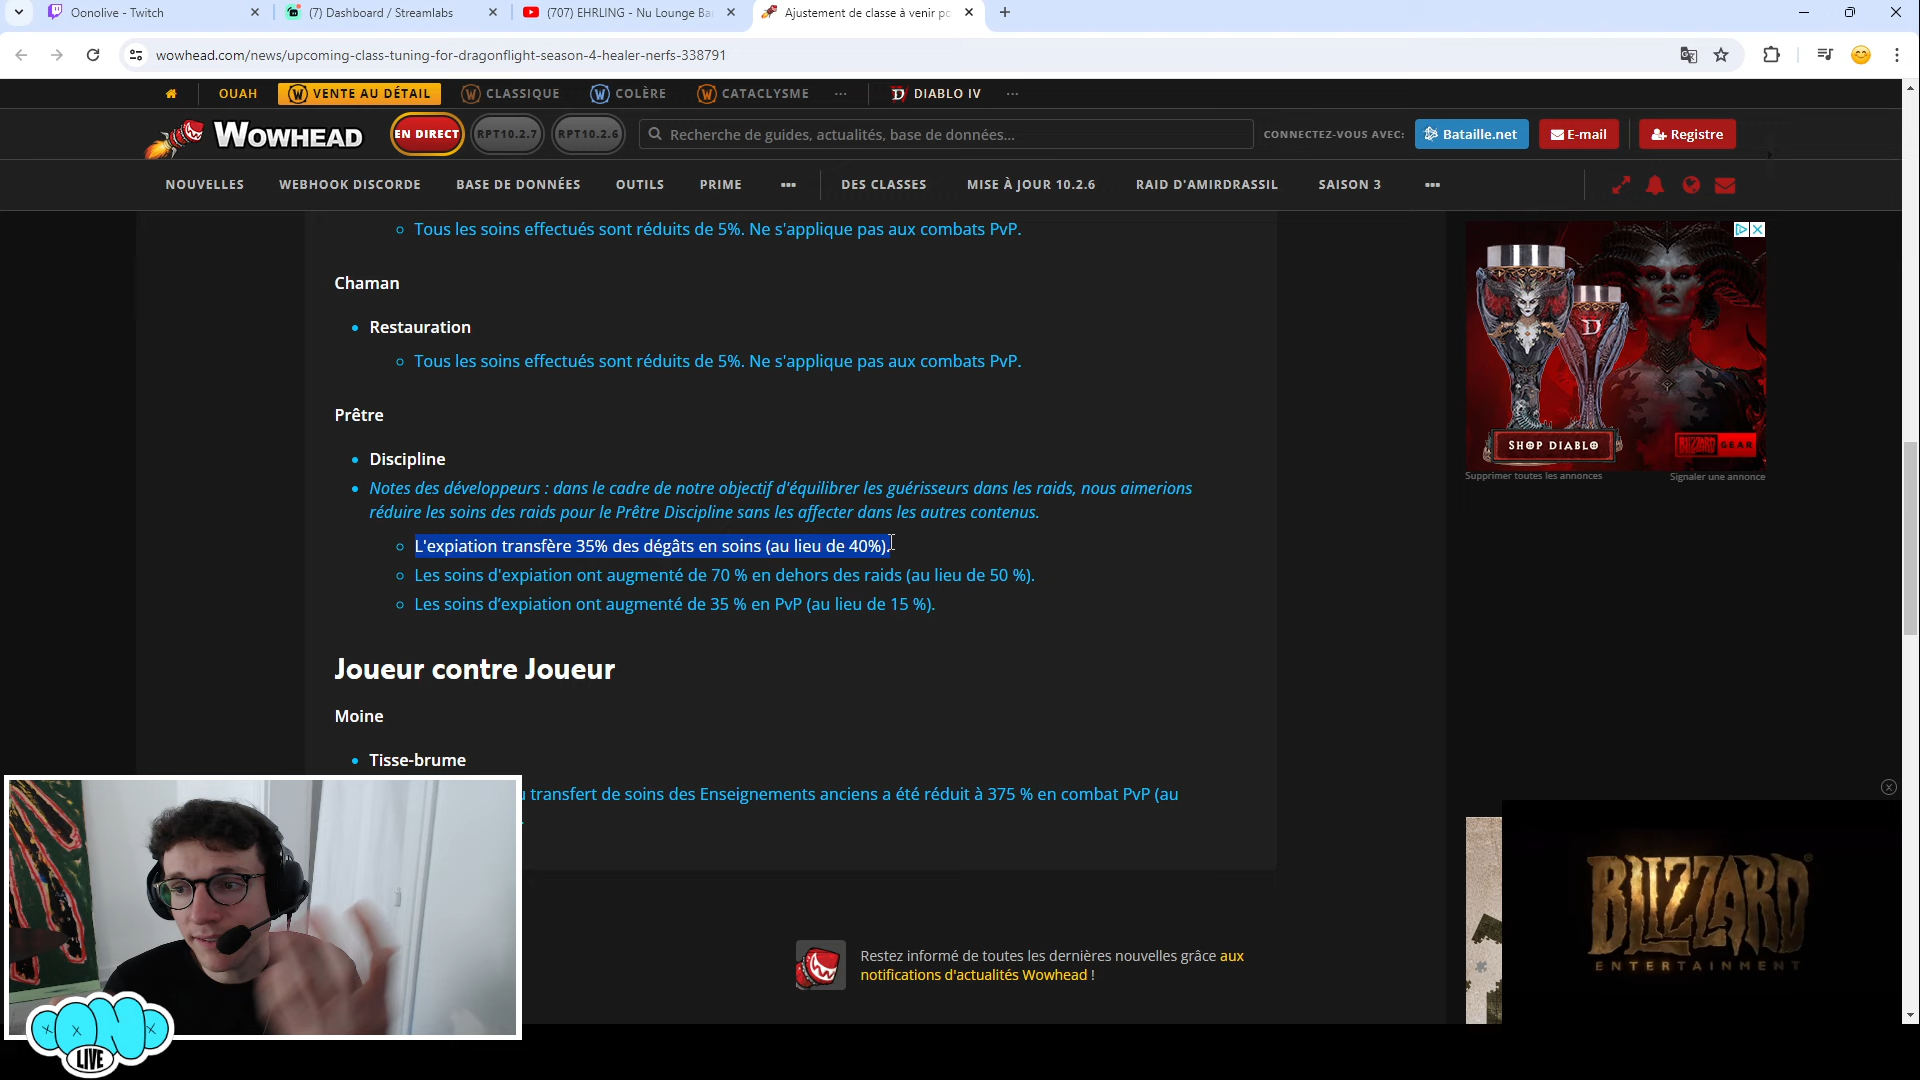 Oonolive - Twitch
(7) Dashboard / Streamlabs
(707) EHRLING - Nu Lounge Ba
Ajustement de classe à venir po
wowhead.com/news/upcoming-class-tuning-for-dragonflight-season-4-healer-nerfs-338791
OUAH
VENTE AU DÉTAIL
CLASSIQUE
COLÈRE
CATACLYSME
DIABLO IV
WOWHEAD
EN DIRECT
RPT10.2.7
RPT10.2.6
Recherche de guides, actualités, base de données…
CONNECTEZ-VOUS AVEC:
Bataille.net
E-mail
Registre
NOUVELLES
WEBHOOK DISCORDE
BASE DE DONNÉES
OUTILS
PRIME
DES CLASSES
MISE À JOUR 10.2.6
RAID D'AMIRDRASSIL
SAISON 3
Tous les soins effectués sont réduits de 5%. Ne s'applique pas aux combats PvP.
Chaman
Restauration
Tous les soins effectués sont réduits de 5%. Ne s'applique pas aux combats PvP.
Prêtre
Discipline
Notes des développeurs : dans le cadre de notre objectif d'équilibrer les guérisseurs dans les raids, nous aimerions
réduire les soins des raids pour le Prêtre Discipline sans les affecter dans les autres contenus.
L'expiation transfère 35% des dégâts en soins (au lieu de 40%).
Les soins d'expiation ont augmenté de 70 % en dehors des raids (au lieu de 50 %).
Les soins d’expiation ont augmenté de 35 % en PvP (au lieu de 15 %).
Joueur contre Joueur
Moine
Tisse-brume
transfert de soins des Enseignements anciens a été réduit à 375 % en combat PvP (au
Restez informé de toutes les dernières nouvelles grâce aux
notifications d'actualités Wowhead !
SHOP DIABLO
BLIZZARD GEAR
Supprimer toutes les annonces
Signaler une annonce
BLIZZARD
ENTERTAINMENT
ONO
LIVE